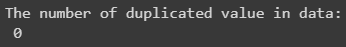 The number of duplicated value in data:
0